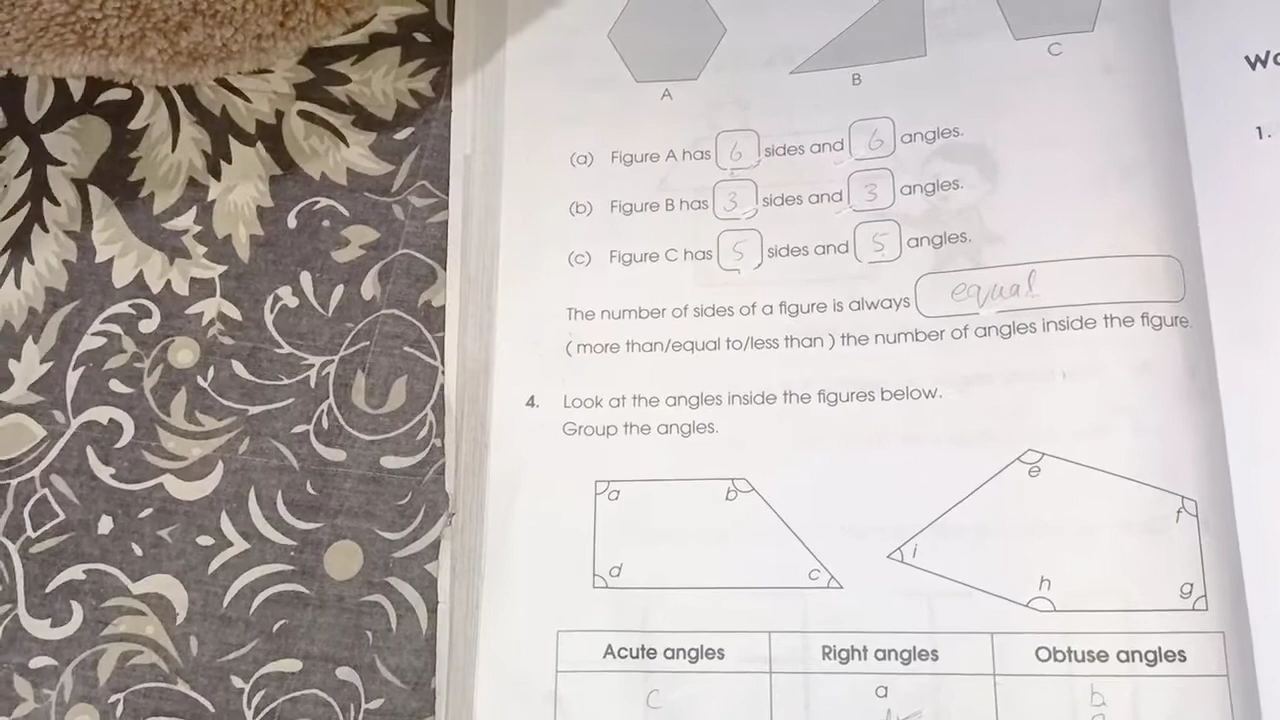 A
B
C
Wo
1.
(a) Figure A has 6 sides and 6 angles.
(b) Figure B has 3 sides and 3 angles.
(c) Figure C has 5 sides and 5 angles.
The number of sides of a figure is always equal
( more than/equal to/less than ) the number of angles inside the figure.
4. Look at the angles inside the figures below.
Group the angles.
a b
d c
e
f
i
h g
Acute angles Right angles Obtuse angles
c a b